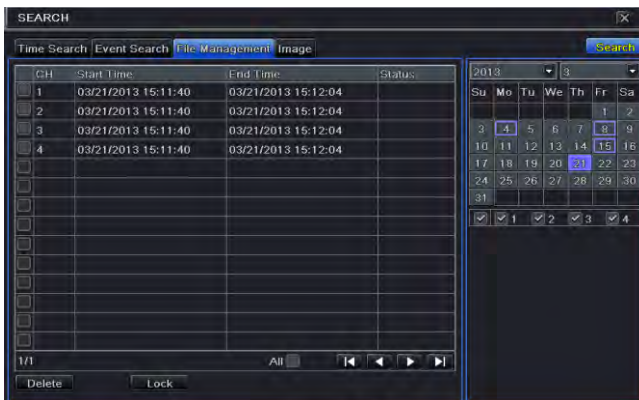 SEARCH
Time Search Event Search File Management Image Search
CH Start Time End Time Status
1 03/21/2013 15:11:40 03/21/2013 15:12:04
2 03/21/2013 15:11:40 03/21/2013 15:12:04
3 03/21/2013 15:11:40 03/21/2013 15:12:04
4 03/21/2013 15:11:40 03/21/2013 15:12:04
1/1 All
Delete Lock
2013 3
Su Mo Tu We Th Fr Sa
1 2
3 4 5 6 7 8 9
10 11 12 13 14 15 16
17 18 19 20 21 22 23
24 25 26 27 28 29 30
31
1 2 3 4